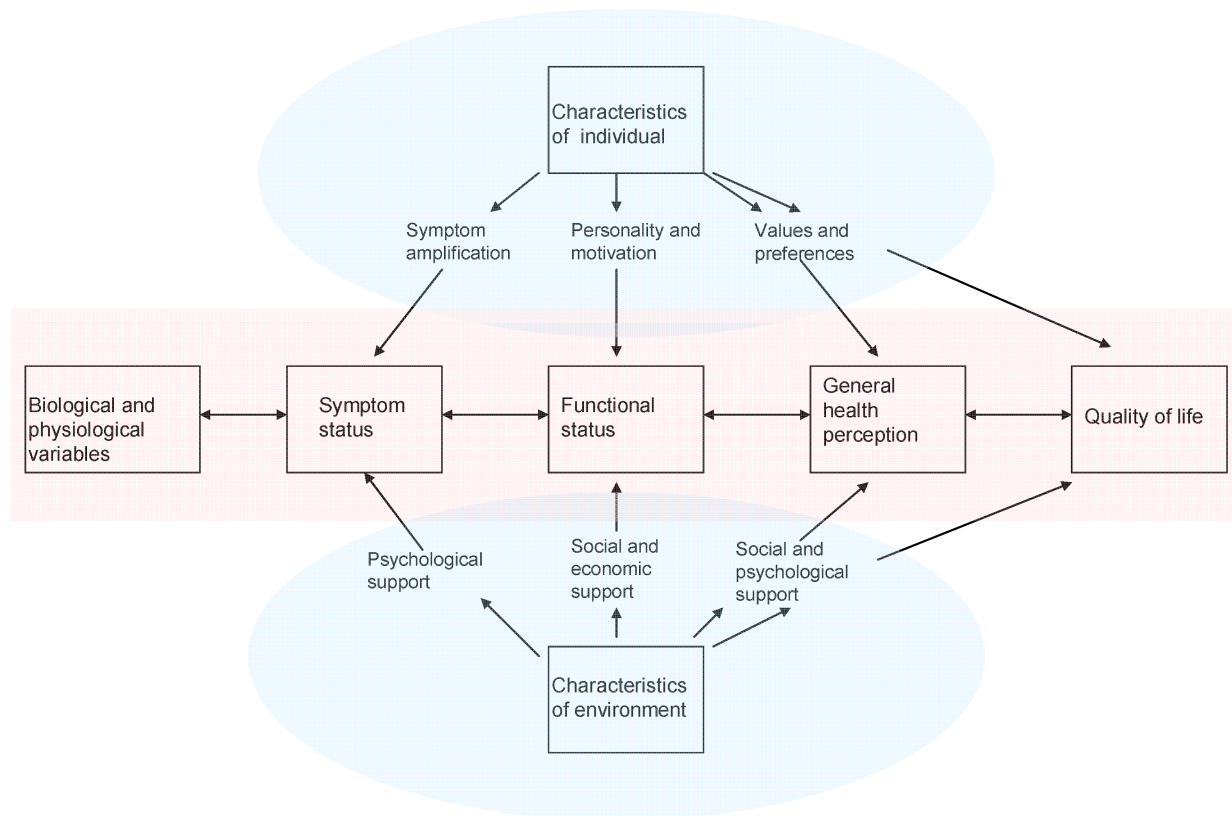 Characteristics
of individual
Symptom
amplification
Personality and
motivation
Values and
preferences
Biological and
physiological
variables
Symptom
status
Functional
status
General
health
perception
Quality of life
Psychological
support
Social and
economic
support
Social and
psychological
support
Characteristics
of environment